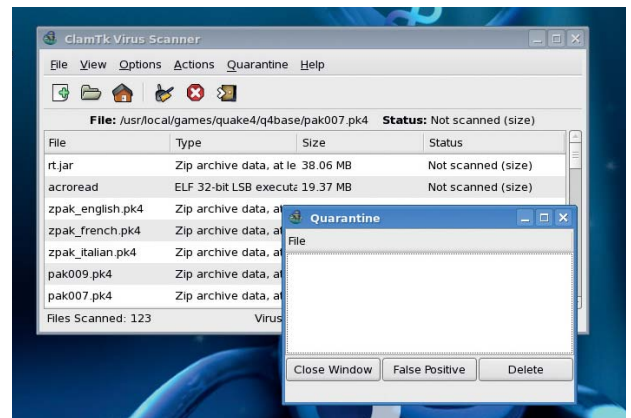 ClamTk Virus Scanner
File View Options Actions Quarantine Help
File: /usr/local/games/quake4/q4base/pak007.pk4 Status: Not scanned (size)
File Type Size Status
rt.jar Zip archive data, at le 38.06 MB Not scanned (size)
acroread ELF 32-bit LSB executa 19.37 MB Not scanned (size)
zpak_english.pk4 Zip archive data, at
zpak_french.pk4 Zip archive data, at
zpak_italian.pk4 Zip archive data, at
pak009.pk4 Zip archive data, at
pak007.pk4 Zip archive data, at
Files Scanned: 123 Virus
Quarantine
File
Close Window False Positive Delete